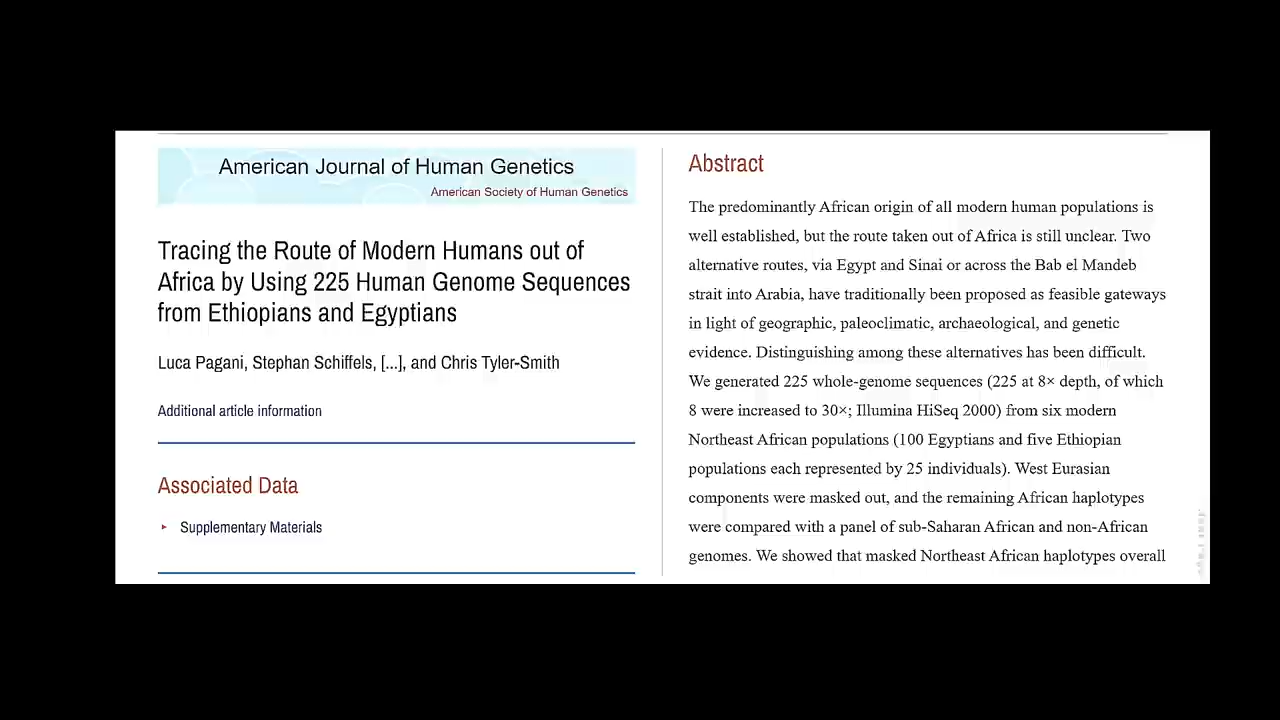 American Journal of Human Genetics
American Society of Human Genetics
Tracing the Route of Modern Humans out of
Africa by Using 225 Human Genome Sequences
from Ethiopians and Egyptians
Luca Pagani, Stephan Schiffels, [...], and Chris Tyler-Smith
Additional article information
Associated Data
Supplementary Materials
Abstract
The predominantly African origin of all modern human populations is
well established, but the route taken out of Africa is still unclear. Two
alternative routes, via Egypt and Sinai or across the Bab el Mandeb
strait into Arabia, have traditionally been proposed as feasible gateways
in light of geographic, paleoclimatic, archaeological, and genetic
evidence. Distinguishing among these alternatives has been difficult.
We generated 225 whole-genome sequences (225 at 8× depth, of which
8 were increased to 30×; Illumina HiSeq 2000) from six modern
Northeast African populations (100 Egyptians and five Ethiopian
populations each represented by 25 individuals). West Eurasian
components were masked out, and the remaining African haplotypes
were compared with a panel of sub-Saharan African and non-African
genomes. We showed that masked Northeast African haplotypes overall